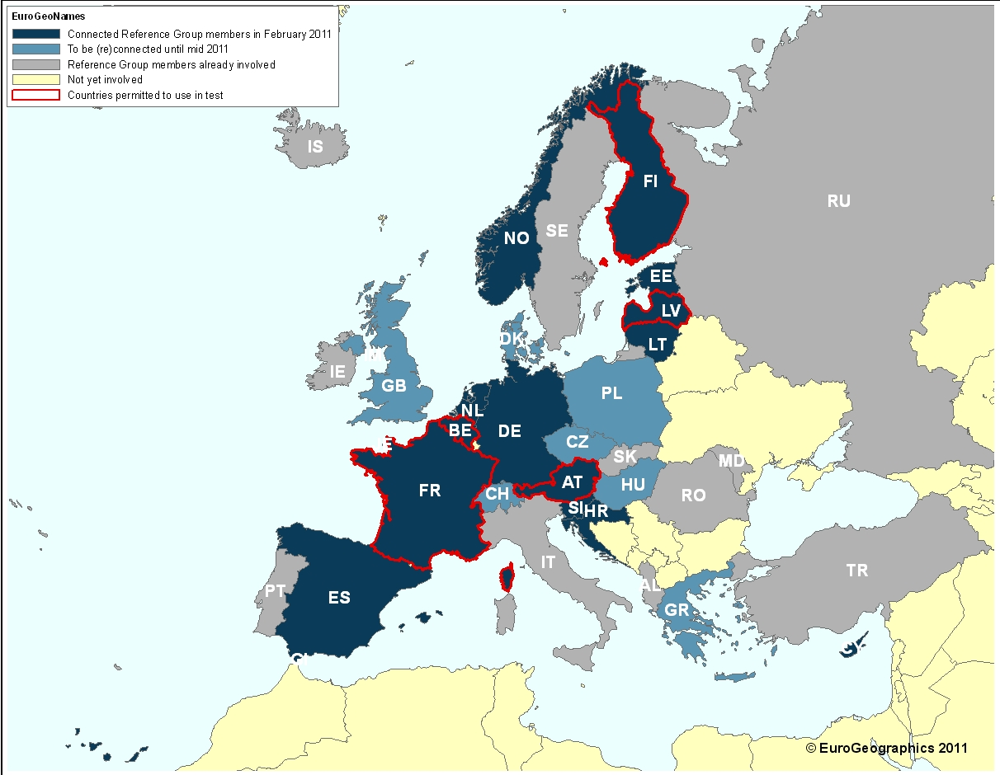 EuroGeoNames
Connected Reference Group members in February 2011
To be (re)connected until mid 2011
Reference Group members already involved
Not yet involved
Countries permitted to use in test
IS
FI
RU
SE
NO
EE
LV
DK
LT
IE
GB
PL
NL
BE
DE
CZ
SK
MD
AT
HU
FR
CH
RO
SI
HR
IT
TR
PT
AL
ES
GR
CY
© EuroGeographics 2011